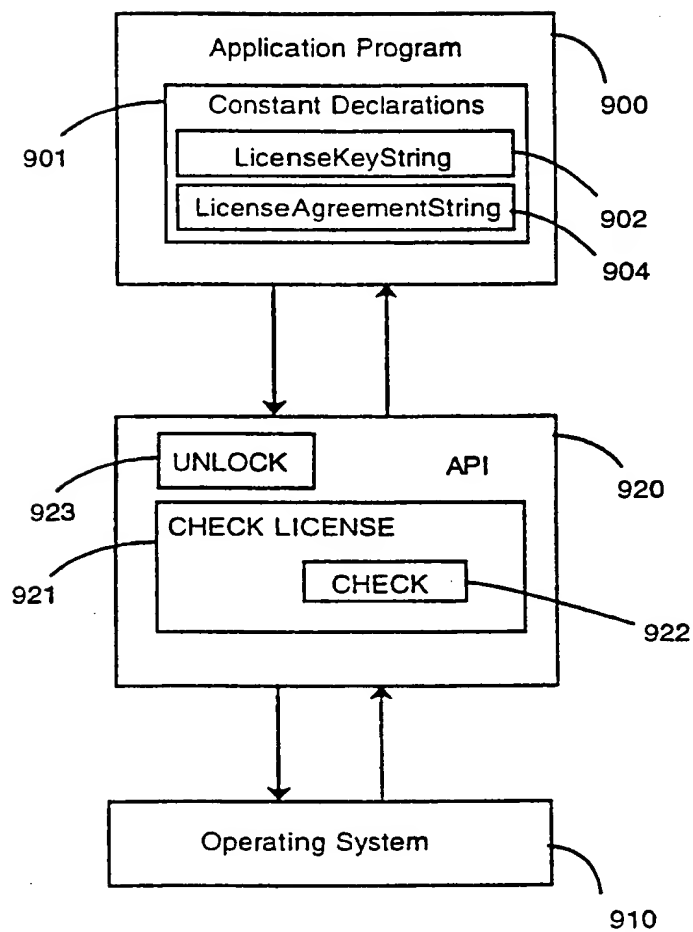 Application Program
900
Constant Declarations
901
LicenseKeyString
902
LicenseAgreementString
904
UNLOCK
API
920
923
CHECK LICENSE
921
CHECK
922
Operating System
910